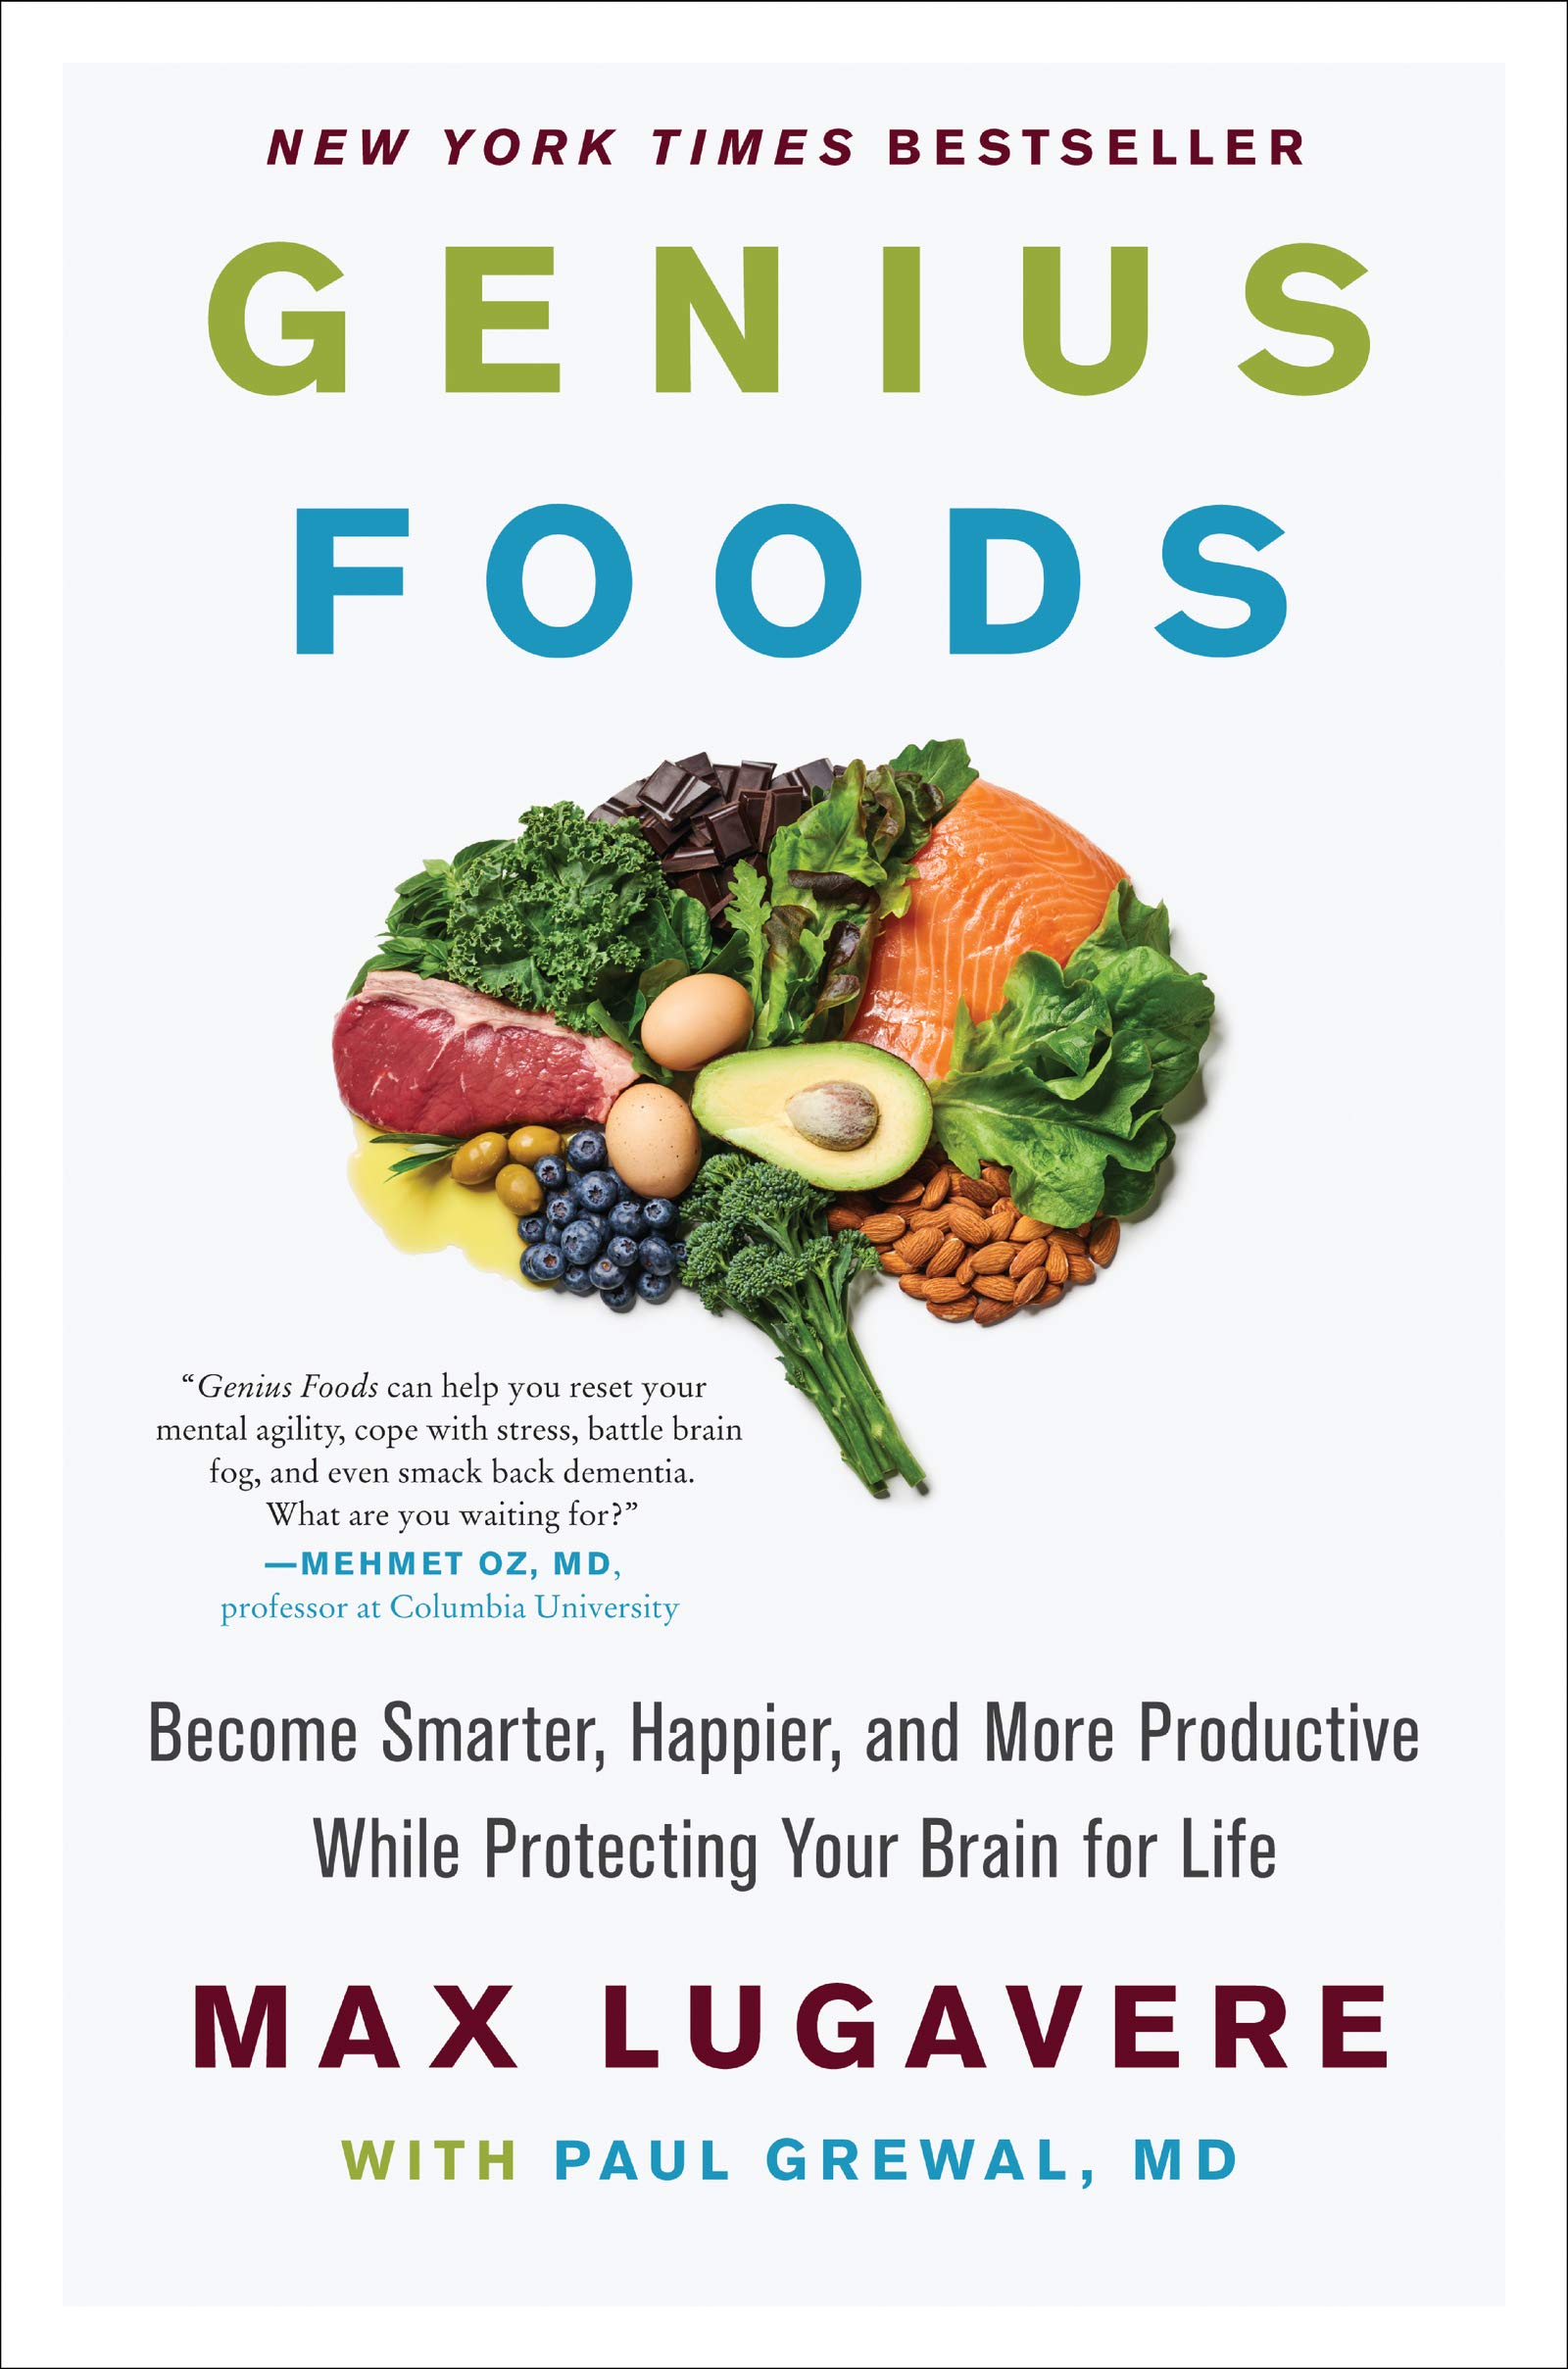 NEW YORK TIMES BESTSELLER
GENIUS
FOODS
“Genius Foods can help you reset your
mental agility, cope with stress, battle brain
fog, and even smack back dementia.
What are you waiting for?”
—MEHMET OZ, MD,
professor at Columbia University
Become Smarter, Happier, and More Productive
While Protecting Your Brain for Life
MAX LUGAVERE
WITH PAUL GREWAL, MD